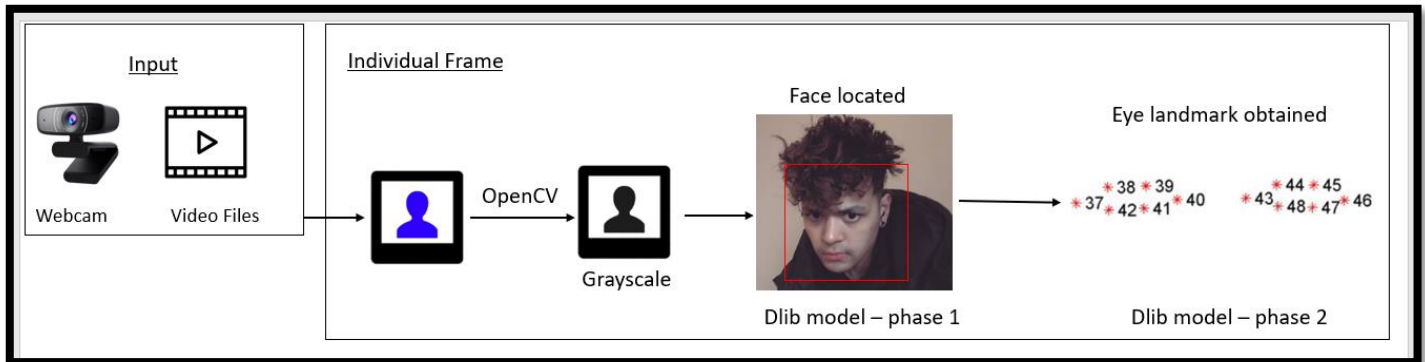 Input
Webcam
Video Files
Individual Frame
OpenCV
Grayscale
Face located
Dlib model – phase 1
Eye landmark obtained
38 39
37 40
42 41
44 45
43 46
48 47
Dlib model – phase 2